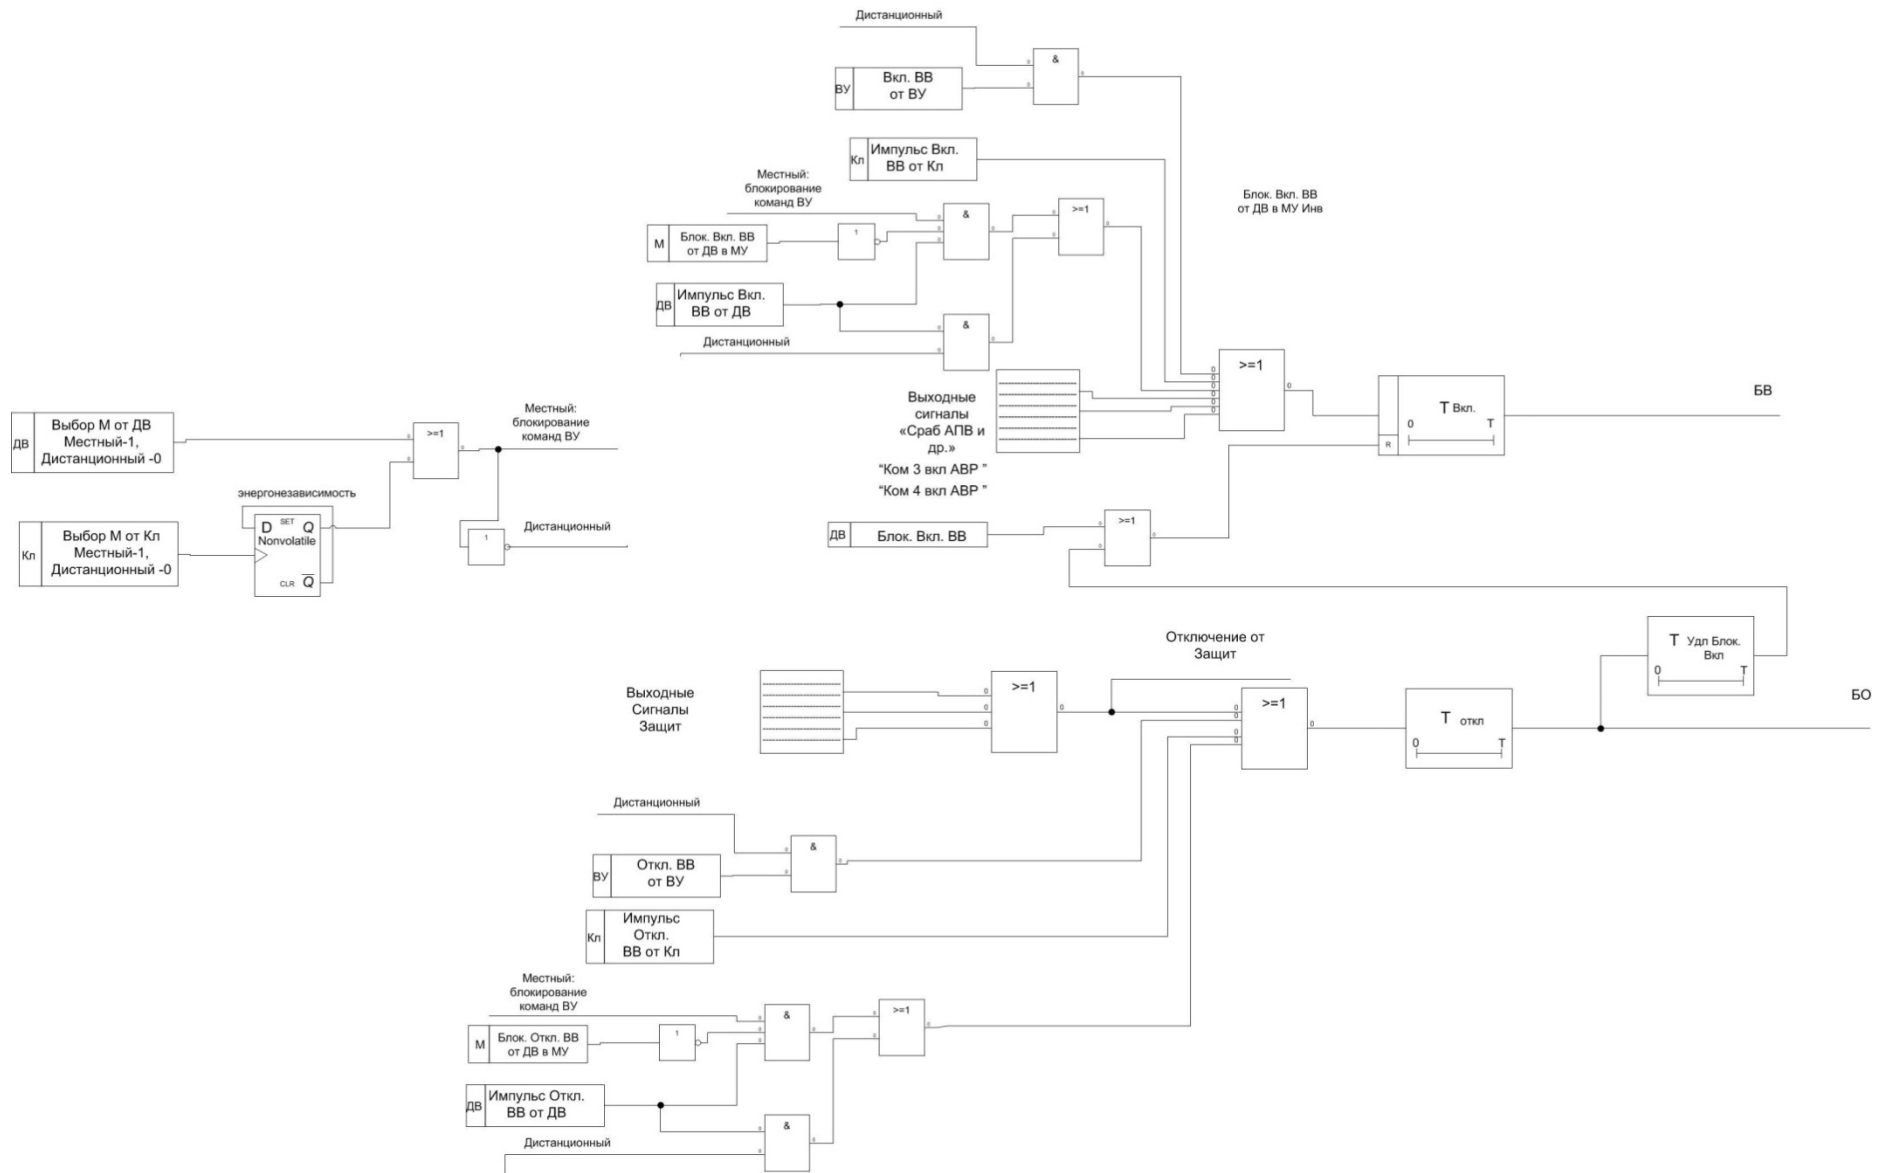 Дистанционный
&
ВУ
Вкл. ВВ
от ВУ
Кл
Импульс Вкл.
ВВ от Кл
Местный:
блокирование
команд ВУ
М
Блок. Вкл. ВВ
от ДВ в МУ
1
&
>=1
Блок. Вкл. ВВ
от ДВ в МУ Инв
ДВ
Импульс Вкл.
ВВ от ДВ
&
Дистанционный
>=1
Выходные
сигналы
«Сраб АПВ и
др.»
“Ком 3 вкл АВР ”
“Ком 4 вкл АВР ”
T Вкл.
0 T
R
БВ
ДВ
Выбор М от ДВ
Местный-1,
Дистанционный -0
>=1
Местный:
блокирование
команд ВУ
энергонезависимость
D SET Q
Nonvolatile
CLR Q
Кл
Выбор М от Кл
Местный-1,
Дистанционный -0
1
Дистанционный
ДВ
Блок. Вкл. ВВ
>=1
T Удл Блок.
Вкл
0 T
Выходные
Сигналы
Защит
>=1
Отключение от
Защит
>=1
T откл
0 T
БО
Дистанционный
&
ВУ
Откл. ВВ
от ВУ
Кл
Импульс
Откл.
ВВ от Кл
Местный:
блокирование
команд ВУ
М
Блок. Откл. ВВ
от ДВ в МУ
1
&
>=1
ДВ
Импульс Откл.
ВВ от ДВ
&
Дистанционный